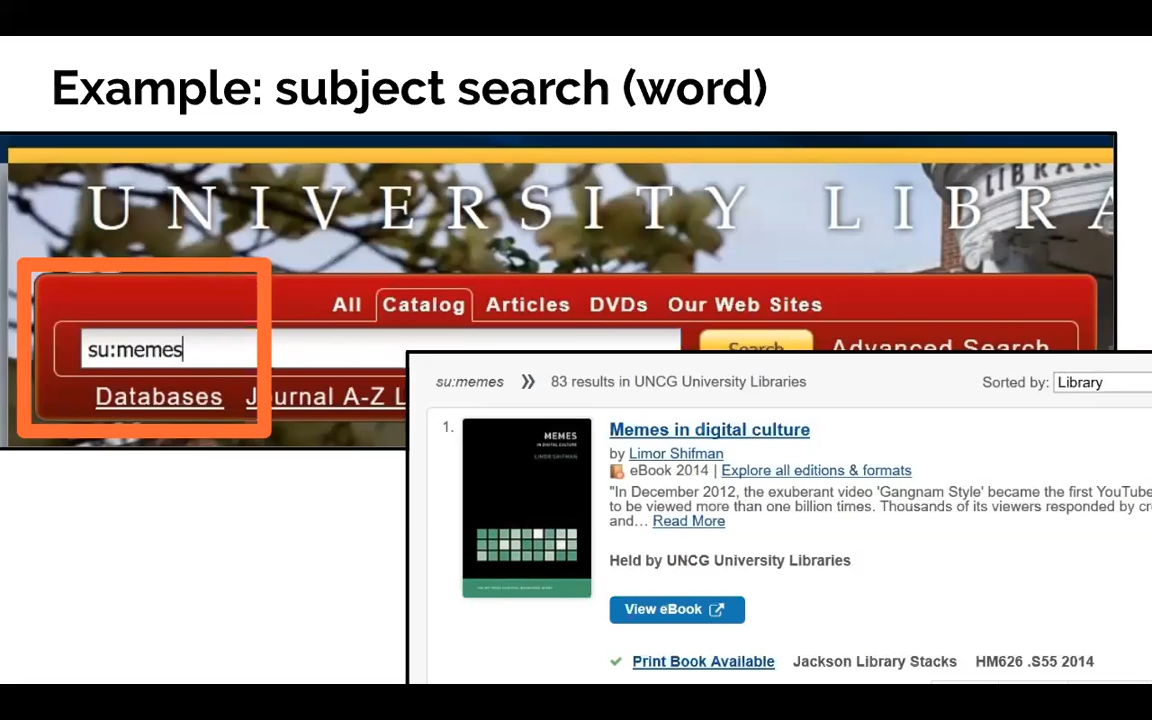 Example: subject search (word)
UNIVERSITY LIBRA
LIBRA
All Catalog Articles DVDs Our Web Sites
su:memes
Search Advanced Search
Databases Journal A-Z L
su:memes » 83 results in UNCG University Libraries Sorted by: Library
1.
MEMES
IN DIGITAL CULTURE
LIMOR SHIFMAN
Memes in digital culture
by Limor Shifman
eBook 2014 | Explore all editions & formats
"In December 2012, the exuberant video 'Gangnam Style' became the first YouTube
to be viewed more than one billion times. Thousands of its viewers responded by cr
and… Read More
Held by UNCG University Libraries
View eBook
Print Book Available Jackson Library Stacks HM626 .S55 2014